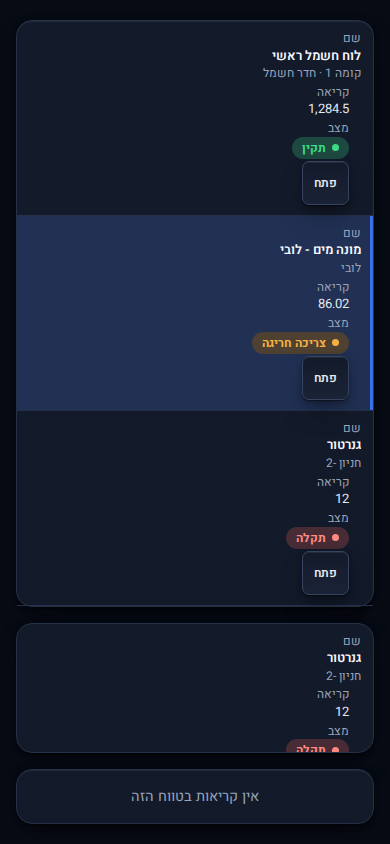 שם
לוח חשמל ראשי
קומה 1 · חדר חשמל
קריאה
1,284.5
מצב
תקין
פתח
שם
מונה מים - לובי
לובי
קריאה
86.02
מצב
צריכה חריגה
פתח
שם
גנרטור
חניון -2
קריאה
12
מצב
תקלה
פתח
שם
גנרטור
חניון -2
קריאה
12
מצב
תקלה
אין קריאות בטווח הזה